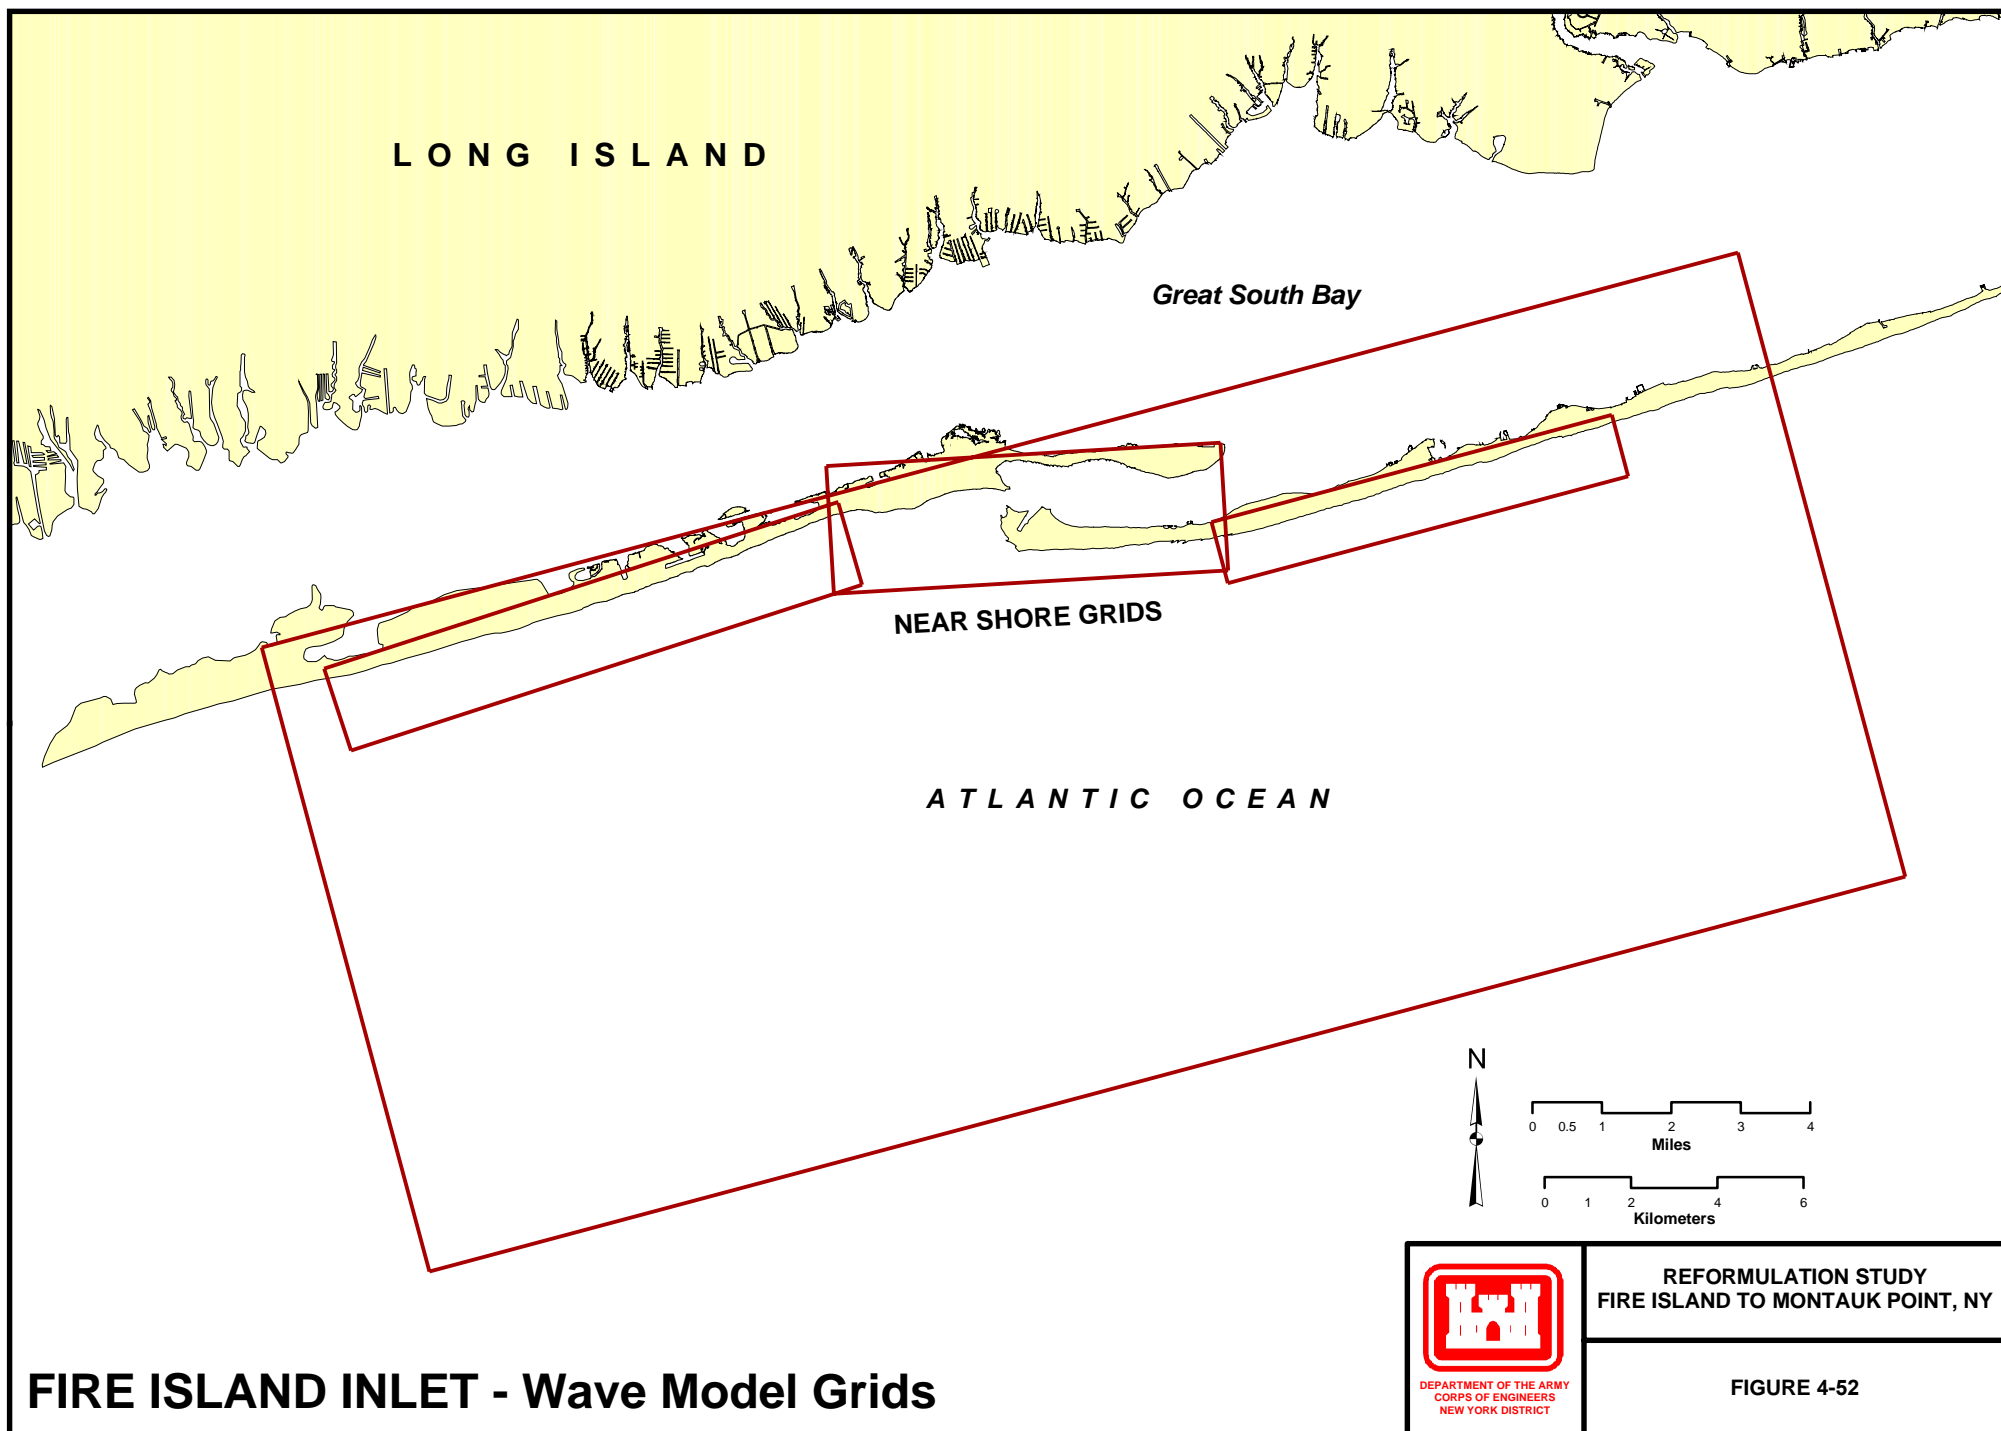 LONG ISLAND
Great South Bay
NEAR SHORE GRIDS
ATLANTIC OCEAN
N
0 0.5 1 2 3 4
Miles
0 1 2 4 6
Kilometers
REFORMULATION STUDY
FIRE ISLAND TO MONTAUK POINT, NY
DEPARTMENT OF THE ARMY
CORPS OF ENGINEERS
NEW YORK DISTRICT
FIGURE 4-52
FIRE ISLAND INLET - Wave Model Grids